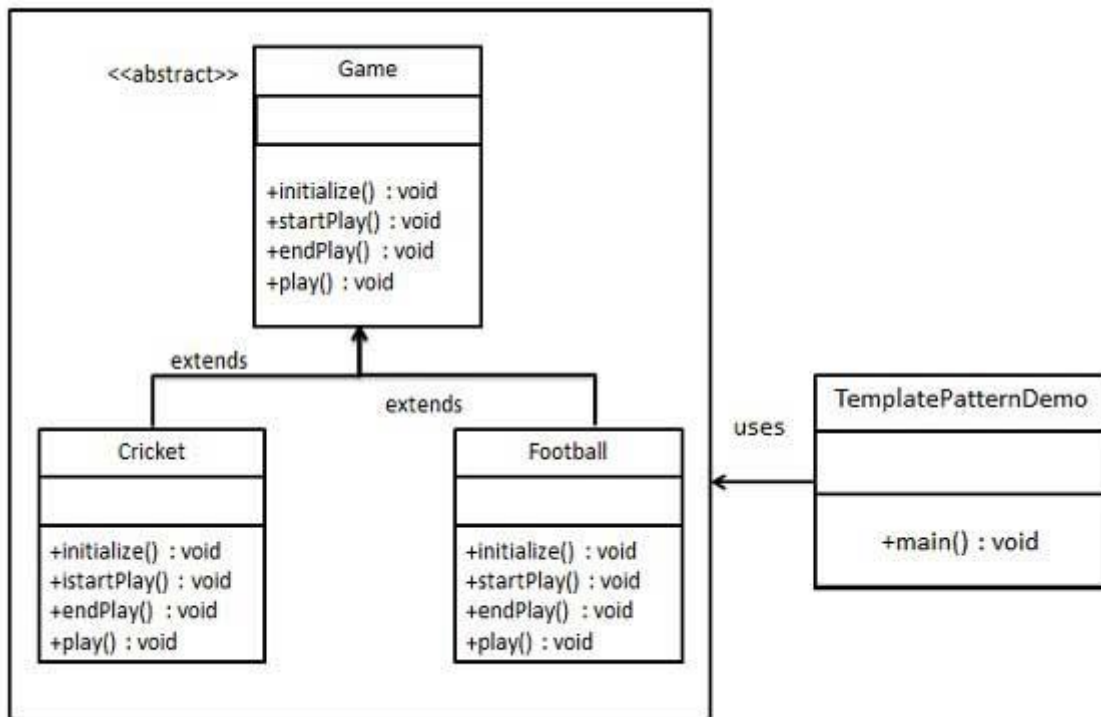 <<abstract>>
Game
+initialize() : void
+startPlay() : void
+endPlay() : void
+play() : void
extends
extends
Cricket
+initialize() : void
+istartPlay() : void
+endPlay() : void
+play() : void
Football
+initialize() : void
+startPlay() : void
+endPlay() : void
+play() : void
uses
TemplatePatternDemo
+main() : void